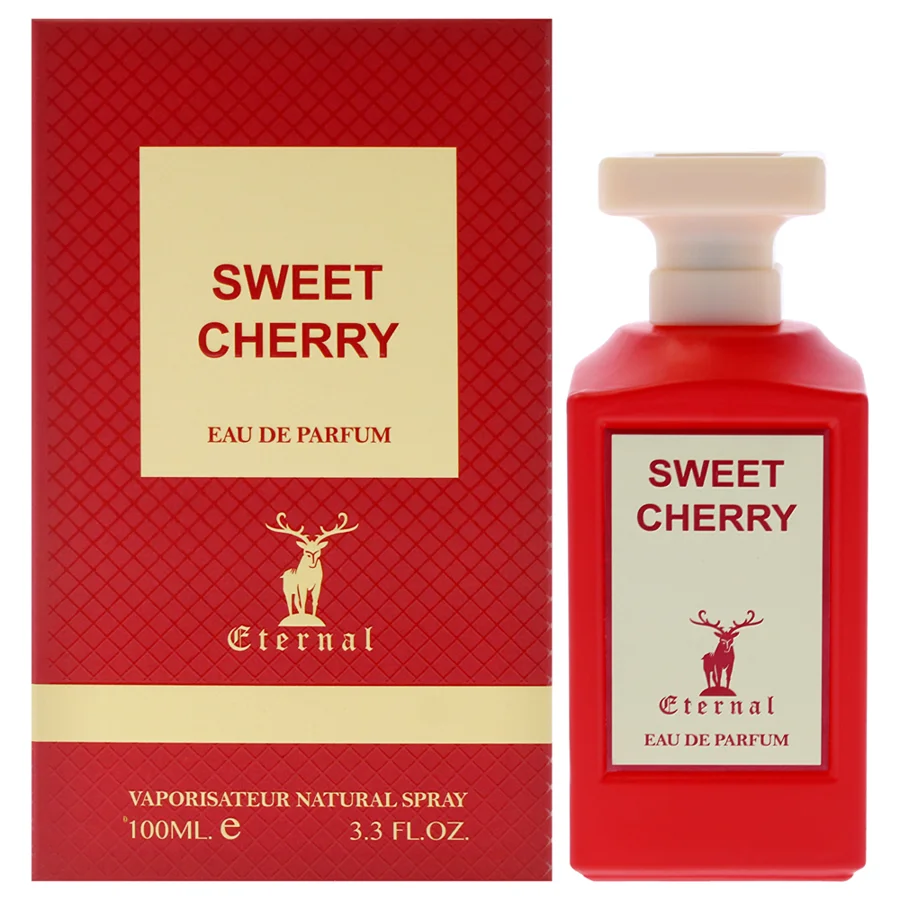 SWEET
CHERRY
EAU DE PARFUM
Eternal
VAPORISATEUR NATURAL SPRAY
100ML. e 3.3 FL.OZ.
SWEET
CHERRY
Eternal
EAU DE PARFUM